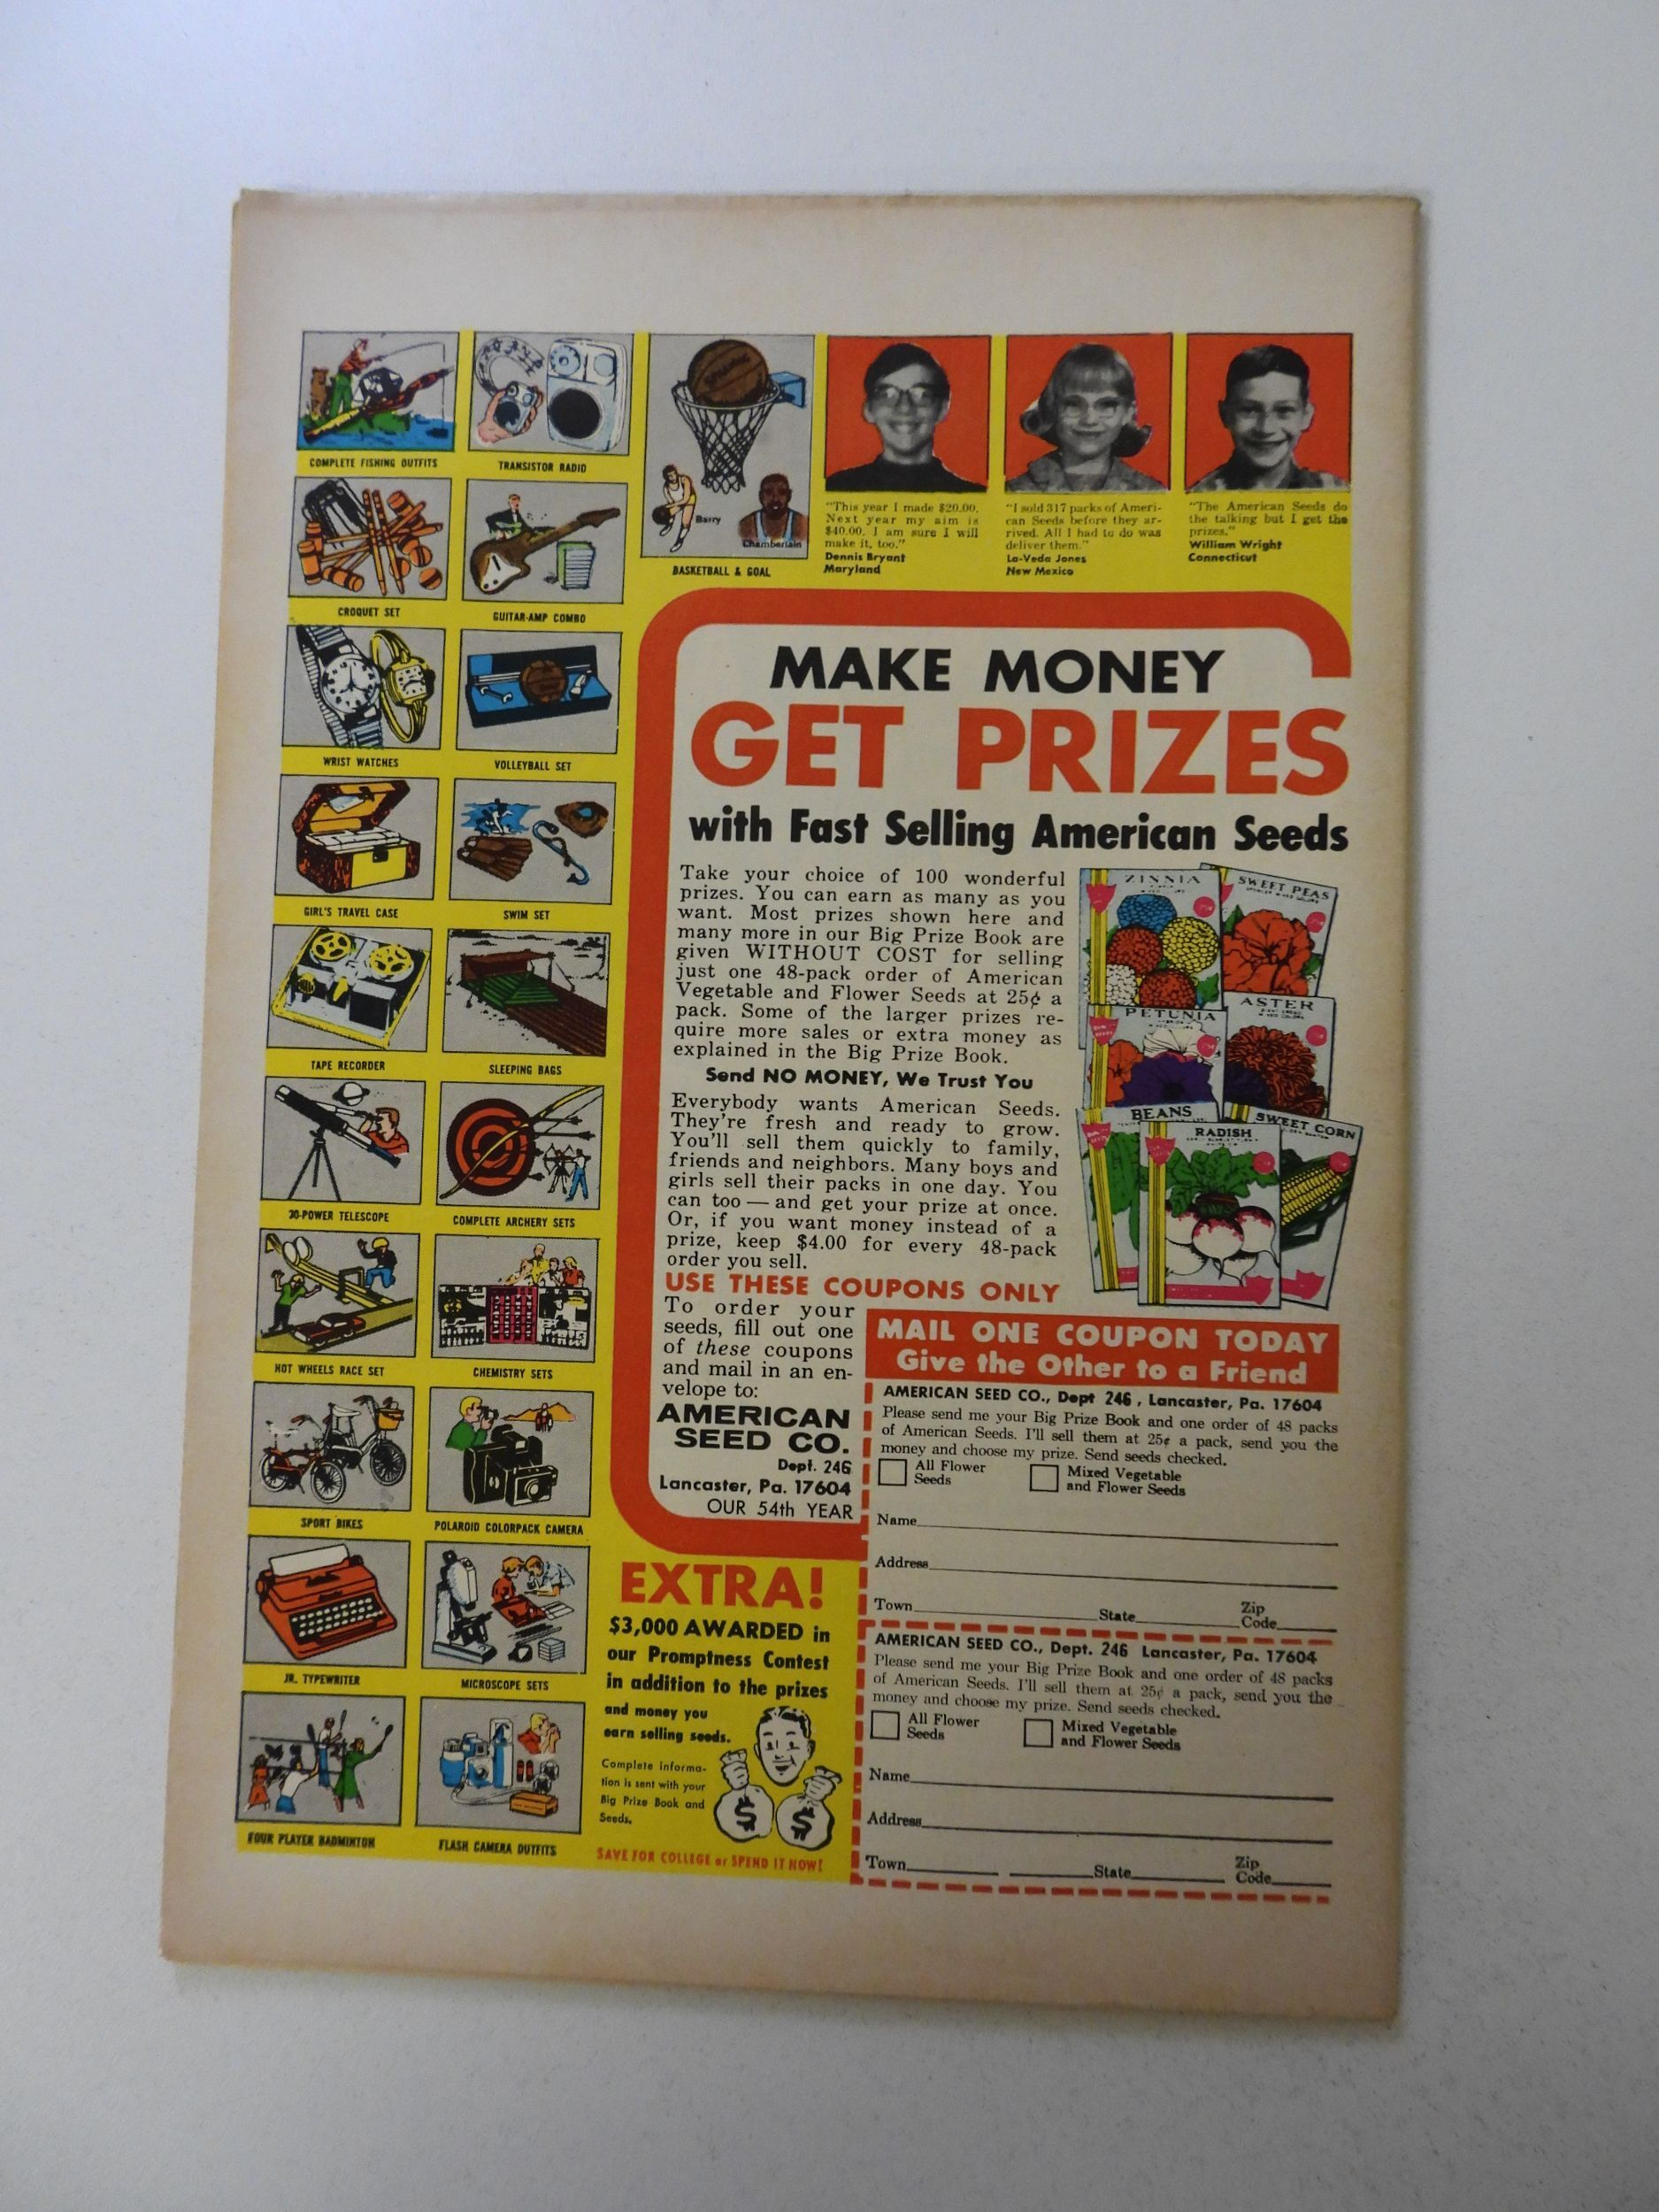 COMPLETE FISHING OUTFITS
TRANSISTOR RADIO
CROQUET SET
GUITAR-AMP COMBO
WRIST WATCHES
VOLLEYBALL SET
GIRL'S TRAVEL CASE
SWIM SET
TAPE RECORDER
SLEEPING BAGS
30-POWER TELESCOPE
COMPLETE ARCHERY SETS
HOT WHEELS RACE SET
CHEMISTRY SETS
SPORT BIKES
POLAROID COLORPACK CAMERA
JR. TYPEWRITER
MICROSCOPE SETS
FOUR PLAYER BADMINTON
FLASH CAMERA OUTFITS
Barry
Chamberlain
BASKETBALL & GOAL
"This year I made $20.00.
Next year my aim is
$40.00. I am sure I will
make it, too."
Dennis Bryant
Maryland
"I sold 317 packs of Ameri-
can Seeds before they ar-
rived. All I had to do was
deliver them."
La-Veda Jones
New Mexico
"The American Seeds do
the talking but I get the
prizes."
William Wright
Connecticut
MAKE MONEY
GET PRIZES
with Fast Selling American Seeds
Take your choice of 100 wonderful
prizes. You can earn as many as you
want. Most prizes shown here and
many more in our Big Prize Book are
given WITHOUT COST for selling
just one 48-pack order of American
Vegetable and Flower Seeds at 25¢ a
pack. Some of the larger prizes re-
quire more sales or extra money as
explained in the Big Prize Book.
Send NO MONEY, We Trust You
Everybody wants American Seeds.
They're fresh and ready to grow.
You'll sell them quickly to family,
friends and neighbors. Many boys and
girls sell their packs in one day. You
can too — and get your prize at once.
Or, if you want money instead of a
prize, keep $4.00 for every 48-pack
order you sell.
ZINNIA
SWEET PEAS
PETUNIA
ASTER
BEANS
RADISH
SWEET CORN
USE THESE COUPONS ONLY
To order your
seeds, fill out one
of these coupons
and mail in an en-
velope to:
AMERICAN
SEED CO.
Dept. 246
Lancaster, Pa. 17604
OUR 54th YEAR
MAIL ONE COUPON TODAY
Give the Other to a Friend
AMERICAN SEED CO., Dept 246 , Lancaster, Pa. 17604
Please send me your Big Prize Book and one order of 48 packs
of American Seeds. I'll sell them at 25¢ a pack, send you the
money and choose my prize. Send seeds checked.
All Flower
Seeds
Mixed Vegetable
and Flower Seeds
Name
Address
Town State Zip
Code
AMERICAN SEED CO., Dept. 246 Lancaster, Pa. 17604
Please send me your Big Prize Book and one order of 48 packs
of American Seeds. I'll sell them at 25¢ a pack, send you the
money and choose my prize. Send seeds checked.
All Flower
Seeds
Mixed Vegetable
and Flower Seeds
Name
Address
Town State Zip
Code
EXTRA!
$3,000 AWARDED in
our Promptness Contest
in addition to the prizes
and money you
earn selling seeds.
Complete informa-
tion is sent with your
Big Prize Book and
Seeds.
$ $
SAVE FOR COLLEGE or SPEND IT NOW!